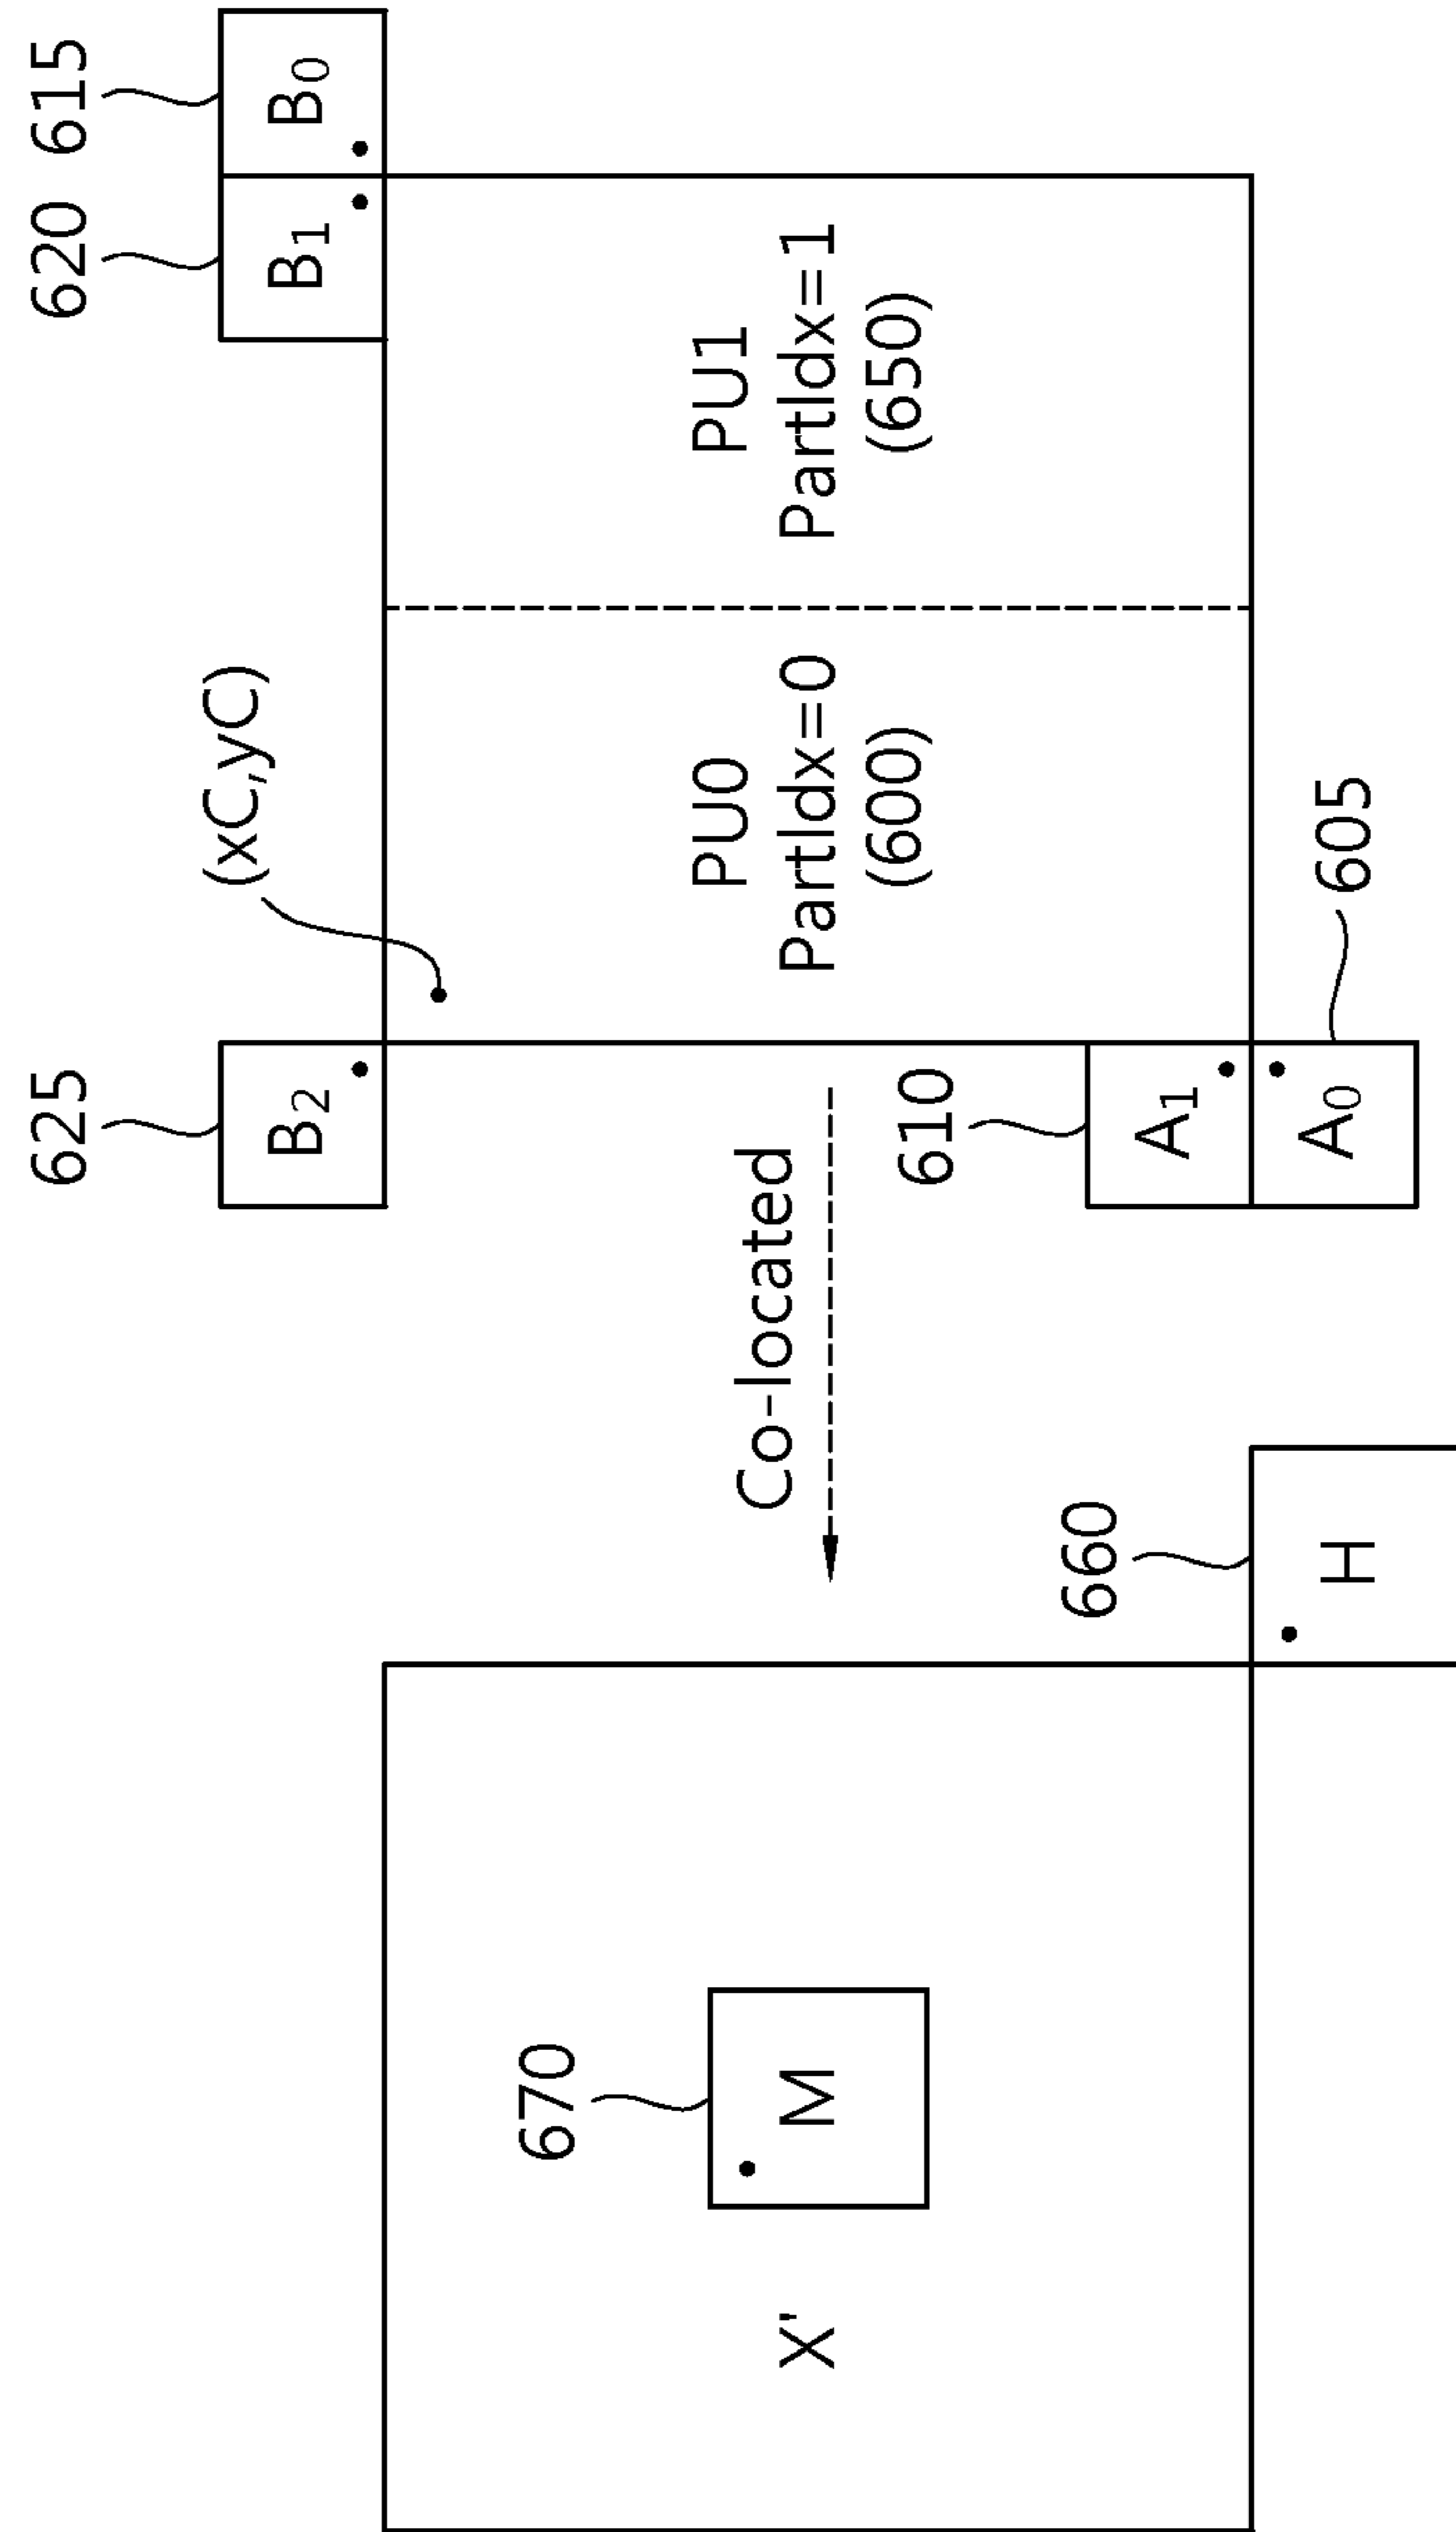 625
(xC,yC)
620
615
B2
B1
B0
670
X'
M
Co-located
PU0
PartIdx=0
(600)
PU1
PartIdx=1
(650)
660
610
H
A1
A0
605